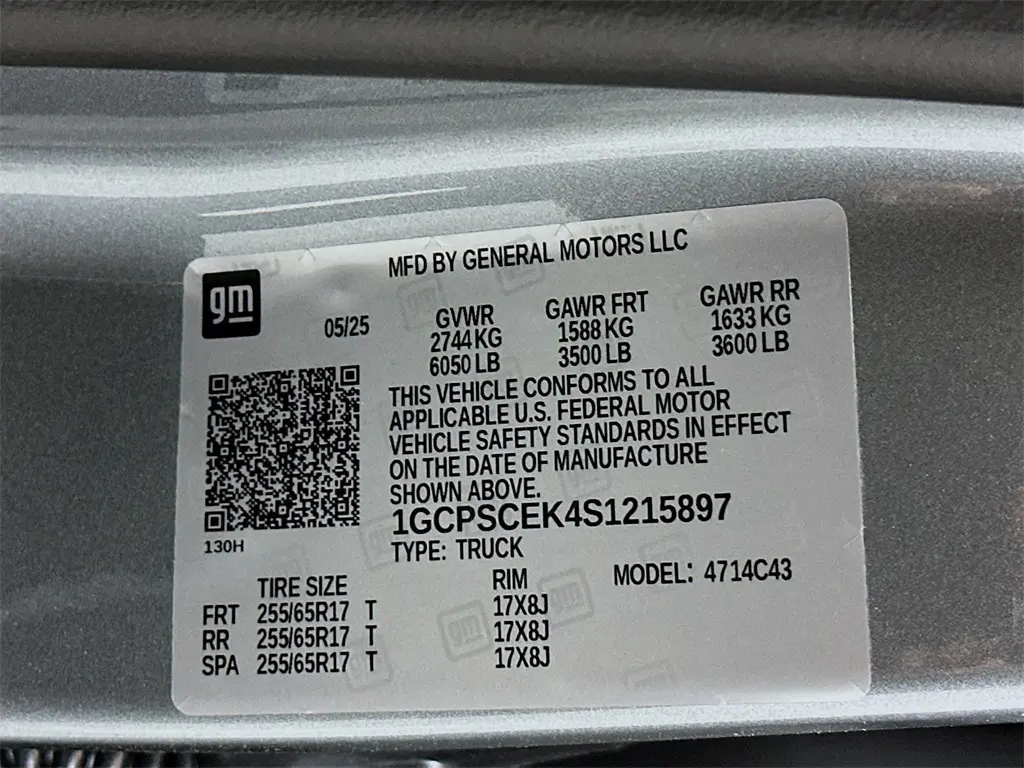 MFD BY GENERAL MOTORS LLC
gm
05/25
GVWR GAWR FRT GAWR RR
2744 KG 1588 KG 1633 KG
6050 LB 3500 LB 3600 LB
THIS VEHICLE CONFORMS TO ALL
APPLICABLE U.S. FEDERAL MOTOR
VEHICLE SAFETY STANDARDS IN EFFECT
ON THE DATE OF MANUFACTURE
SHOWN ABOVE.
1GCPSCEK4S1215897
130H
TYPE: TRUCK
TIRE SIZE RIM MODEL: 4714C43
FRT 255/65R17 T 17X8J
RR 255/65R17 T 17X8J
SPA 255/65R17 T 17X8J